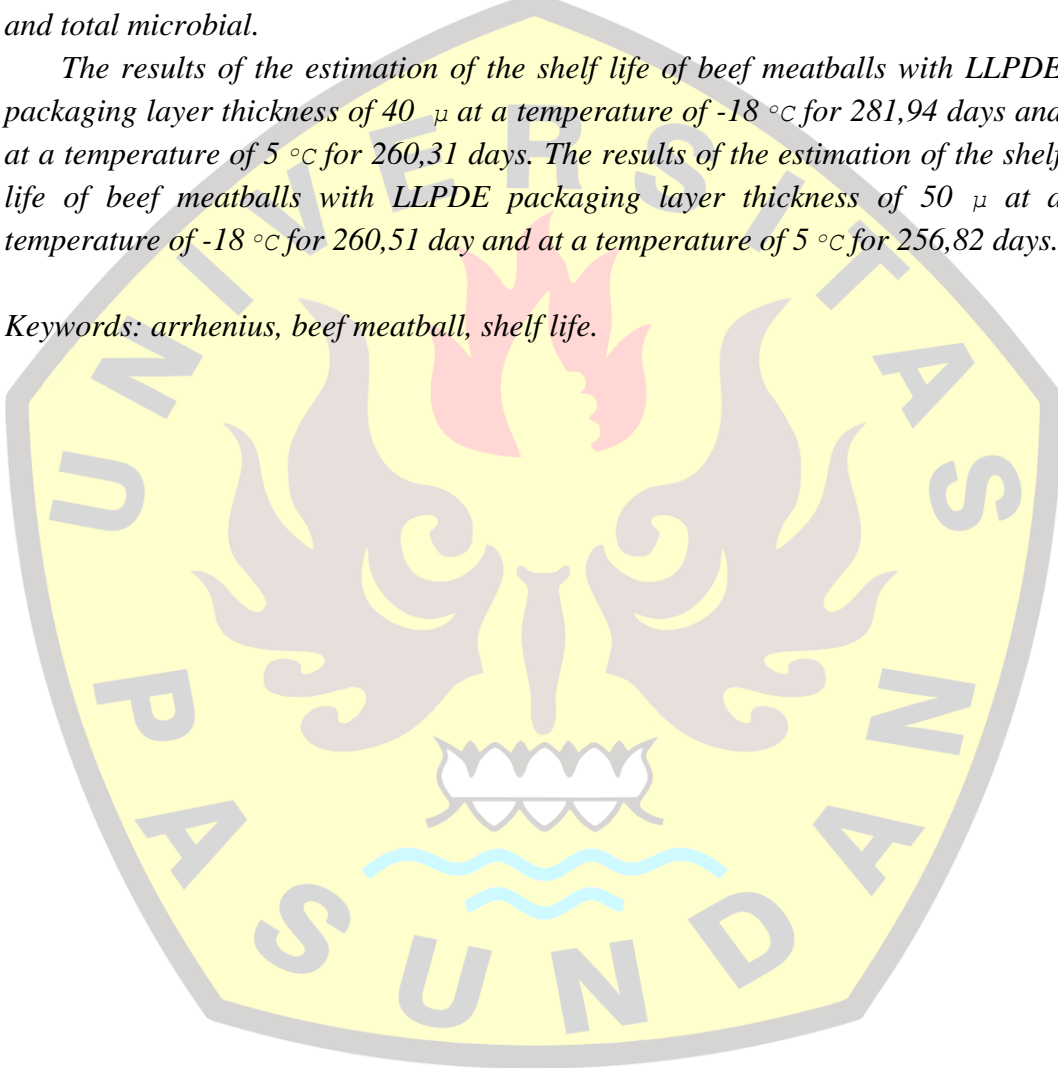 and total microbial.
The results of the estimation of the shelf life of beef meatballs with LLPDE
packaging layer thickness of 40 μ at a temperature of -18 °C for 281,94 days and
at a temperature of 5 °C for 260,31 days. The results of the estimation of the shelf
life of beef meatballs with LLPDE packaging layer thickness of 50 μ at a
temperature of -18 °C for 260,51 day and at a temperature of 5 °C for 256,82 days.
Keywords: arrhenius, beef meatball, shelf life.
UNIVERSITAS
PASUNDAN